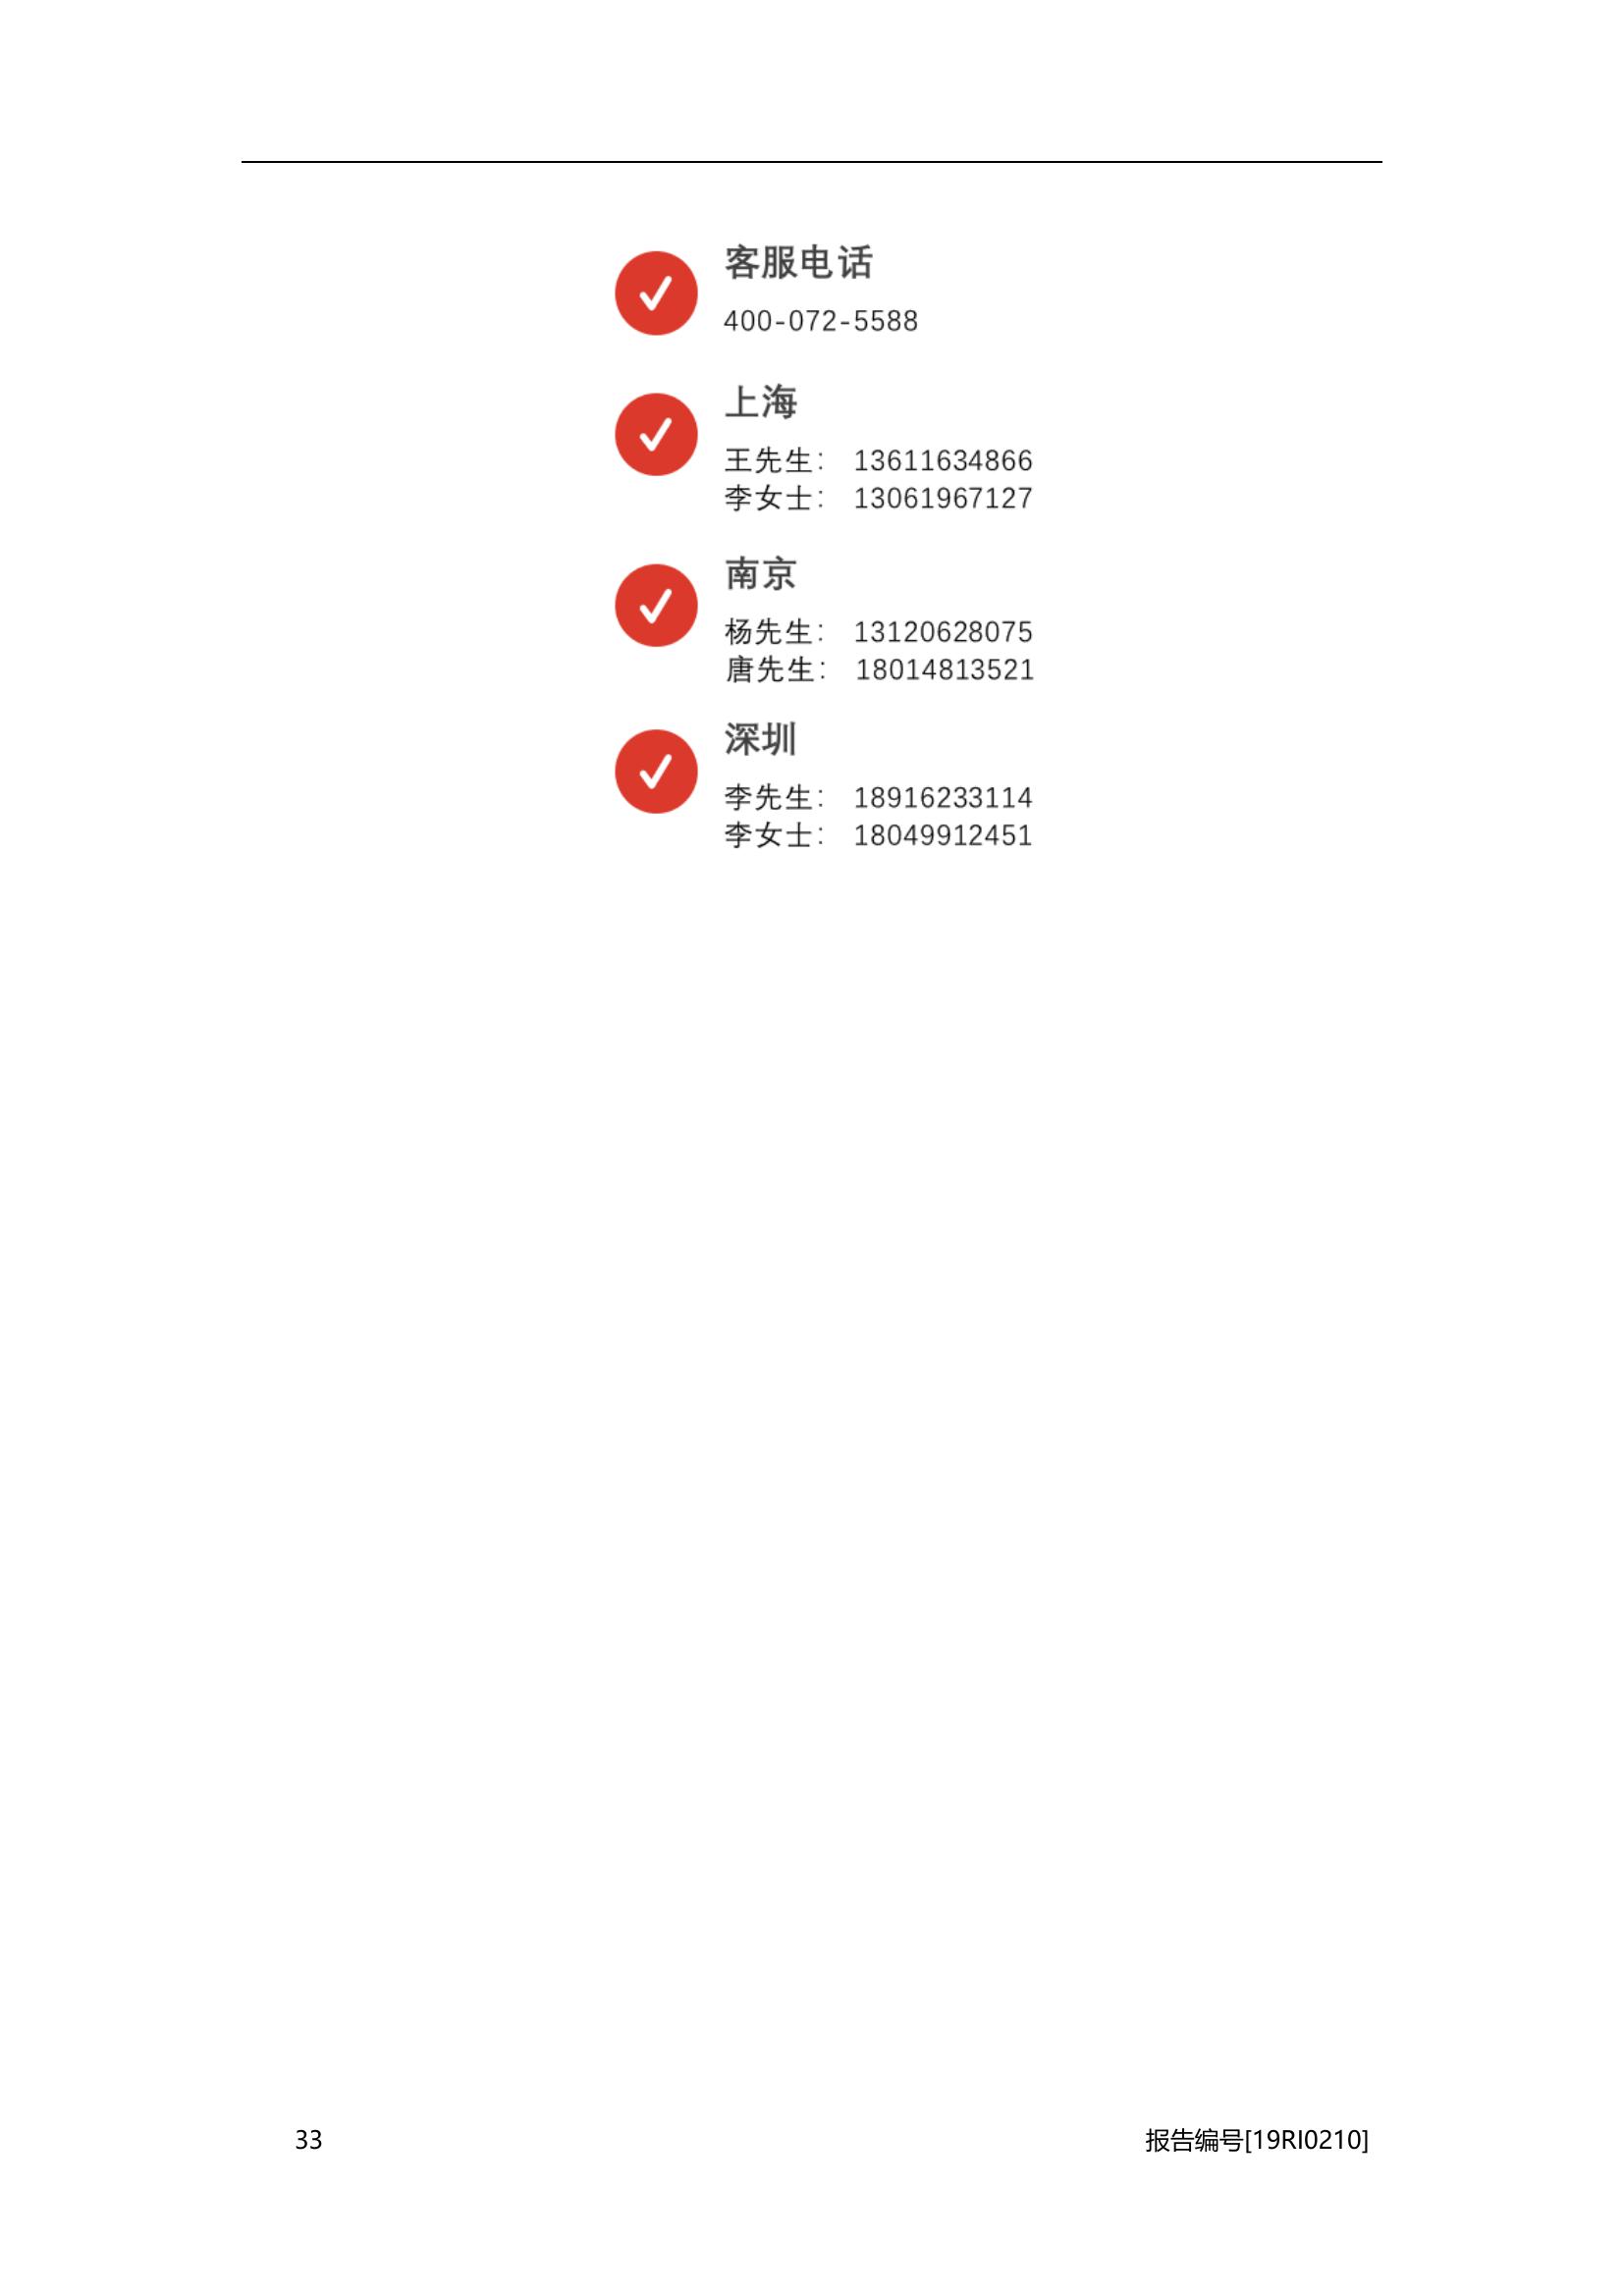 客服电话
400-072-5588
上海
王先生： 13611634866
李女士： 13061967127
南京
杨先生： 13120628075
唐先生： 18014813521
深圳
李先生： 18916233114
李女士： 18049912451
33
报告编号[19RI0210]